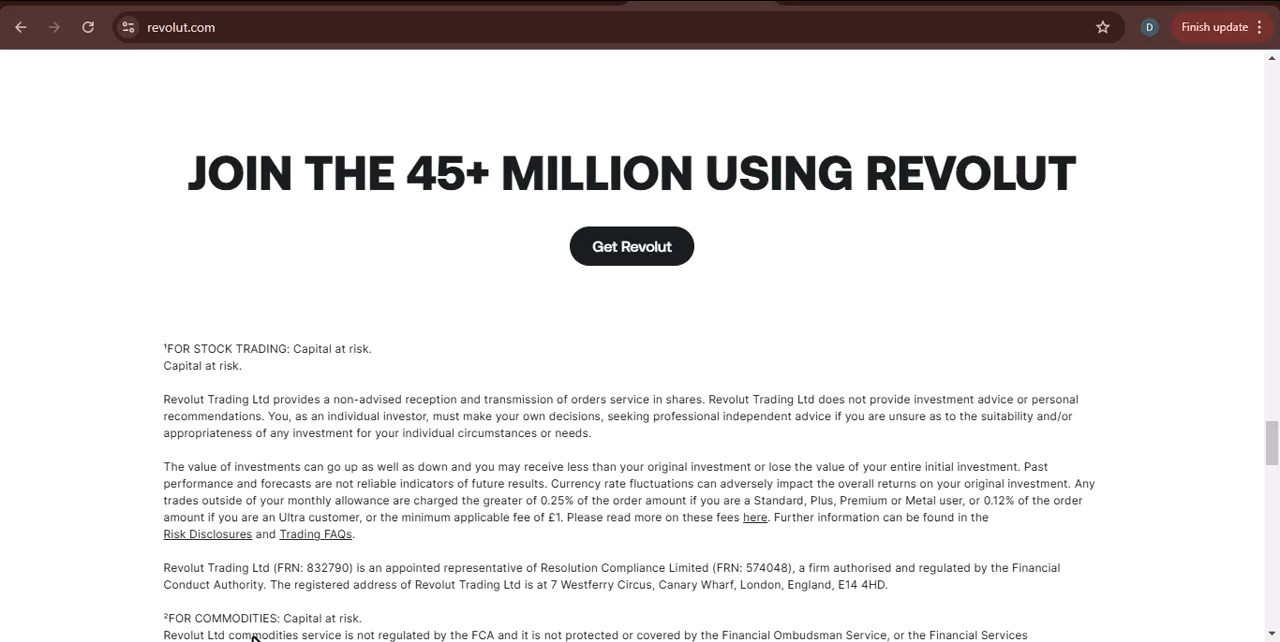 revolut.com
D
Finish update
JOIN THE 45+ MILLION USING REVOLUT
Get Revolut
¹FOR STOCK TRADING: Capital at risk.
Capital at risk.
Revolut Trading Ltd provides a non-advised reception and transmission of orders service in shares. Revolut Trading Ltd does not provide investment advice or personal
recommendations. You, as an individual investor, must make your own decisions, seeking professional independent advice if you are unsure as to the suitability and/or
appropriateness of any investment for your individual circumstances or needs.
The value of investments can go up as well as down and you may receive less than your original investment or lose the value of your entire initial investment. Past
performance and forecasts are not reliable indicators of future results. Currency rate fluctuations can adversely impact the overall returns on your original investment. Any
trades outside of your monthly allowance are charged the greater of 0.25% of the order amount if you are a Standard, Plus, Premium or Metal user, or 0.12% of the order
amount if you are an Ultra customer, or the minimum applicable fee of £1. Please read more on these fees here. Further information can be found in the
Risk Disclosures and Trading FAQs.
Revolut Trading Ltd (FRN: 832790) is an appointed representative of Resolution Compliance Limited (FRN: 574048), a firm authorised and regulated by the Financial
Conduct Authority. The registered address of Revolut Trading Ltd is at 7 Westferry Circus, Canary Wharf, London, England, E14 4HD.
²FOR COMMODITIES: Capital at risk.
Revolut Ltd commodities service is not regulated by the FCA and it is not protected or covered by the Financial Ombudsman Service, or the Financial Services